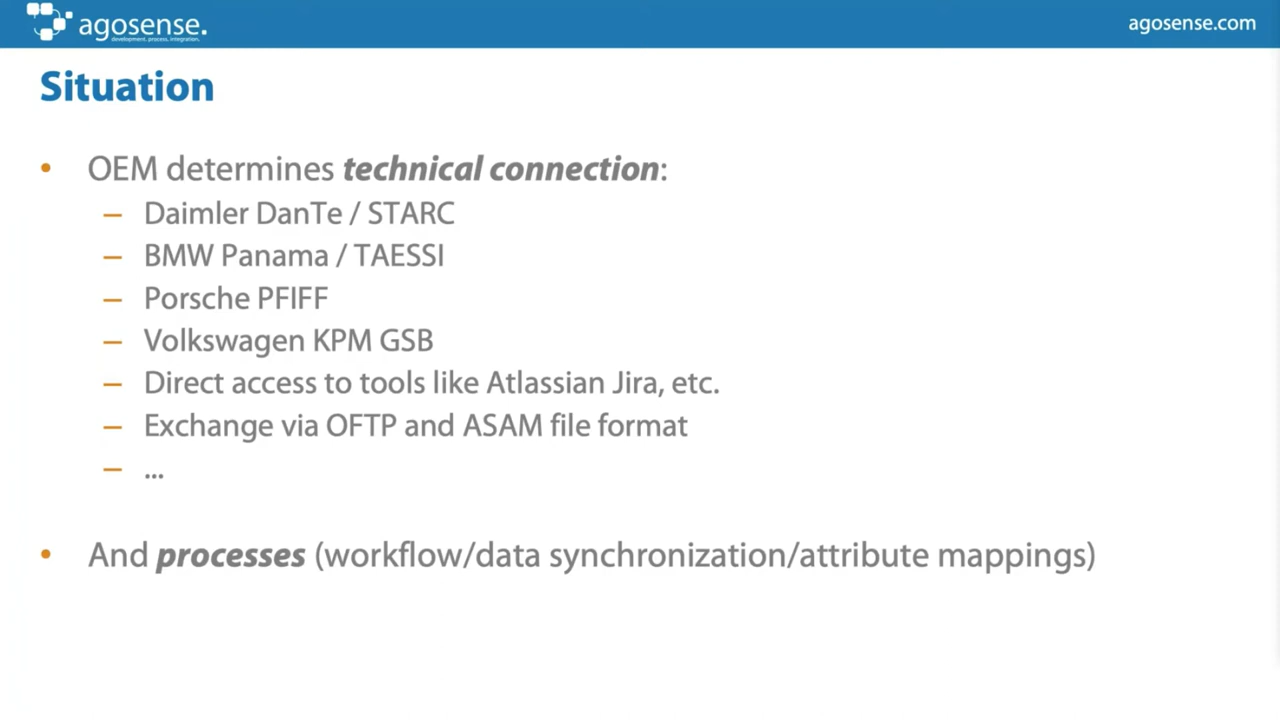 agosense.
development. process. integration.
agosense.com
Situation
• OEM determines technical connection:
– Daimler DanTe / STARC
– BMW Panama / TAESSI
– Porsche PFIFF
– Volkswagen KPM GSB
– Direct access to tools like Atlassian Jira, etc.
– Exchange via OFTP and ASAM file format
– ...
• And processes (workflow/data synchronization/attribute mappings)